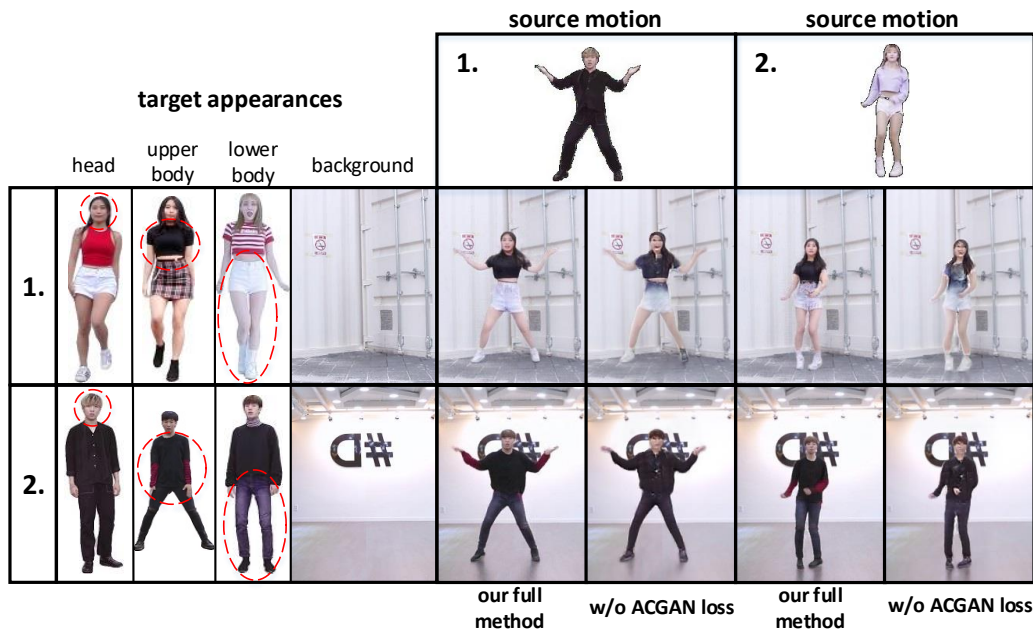 source motion
source motion
1.
2.
target appearances
head
upper
body
lower
body
background
1.
2.
#D
#D
#D
#D
#D
our full
method
w/o ACGAN loss
our full
method
w/o ACGAN loss